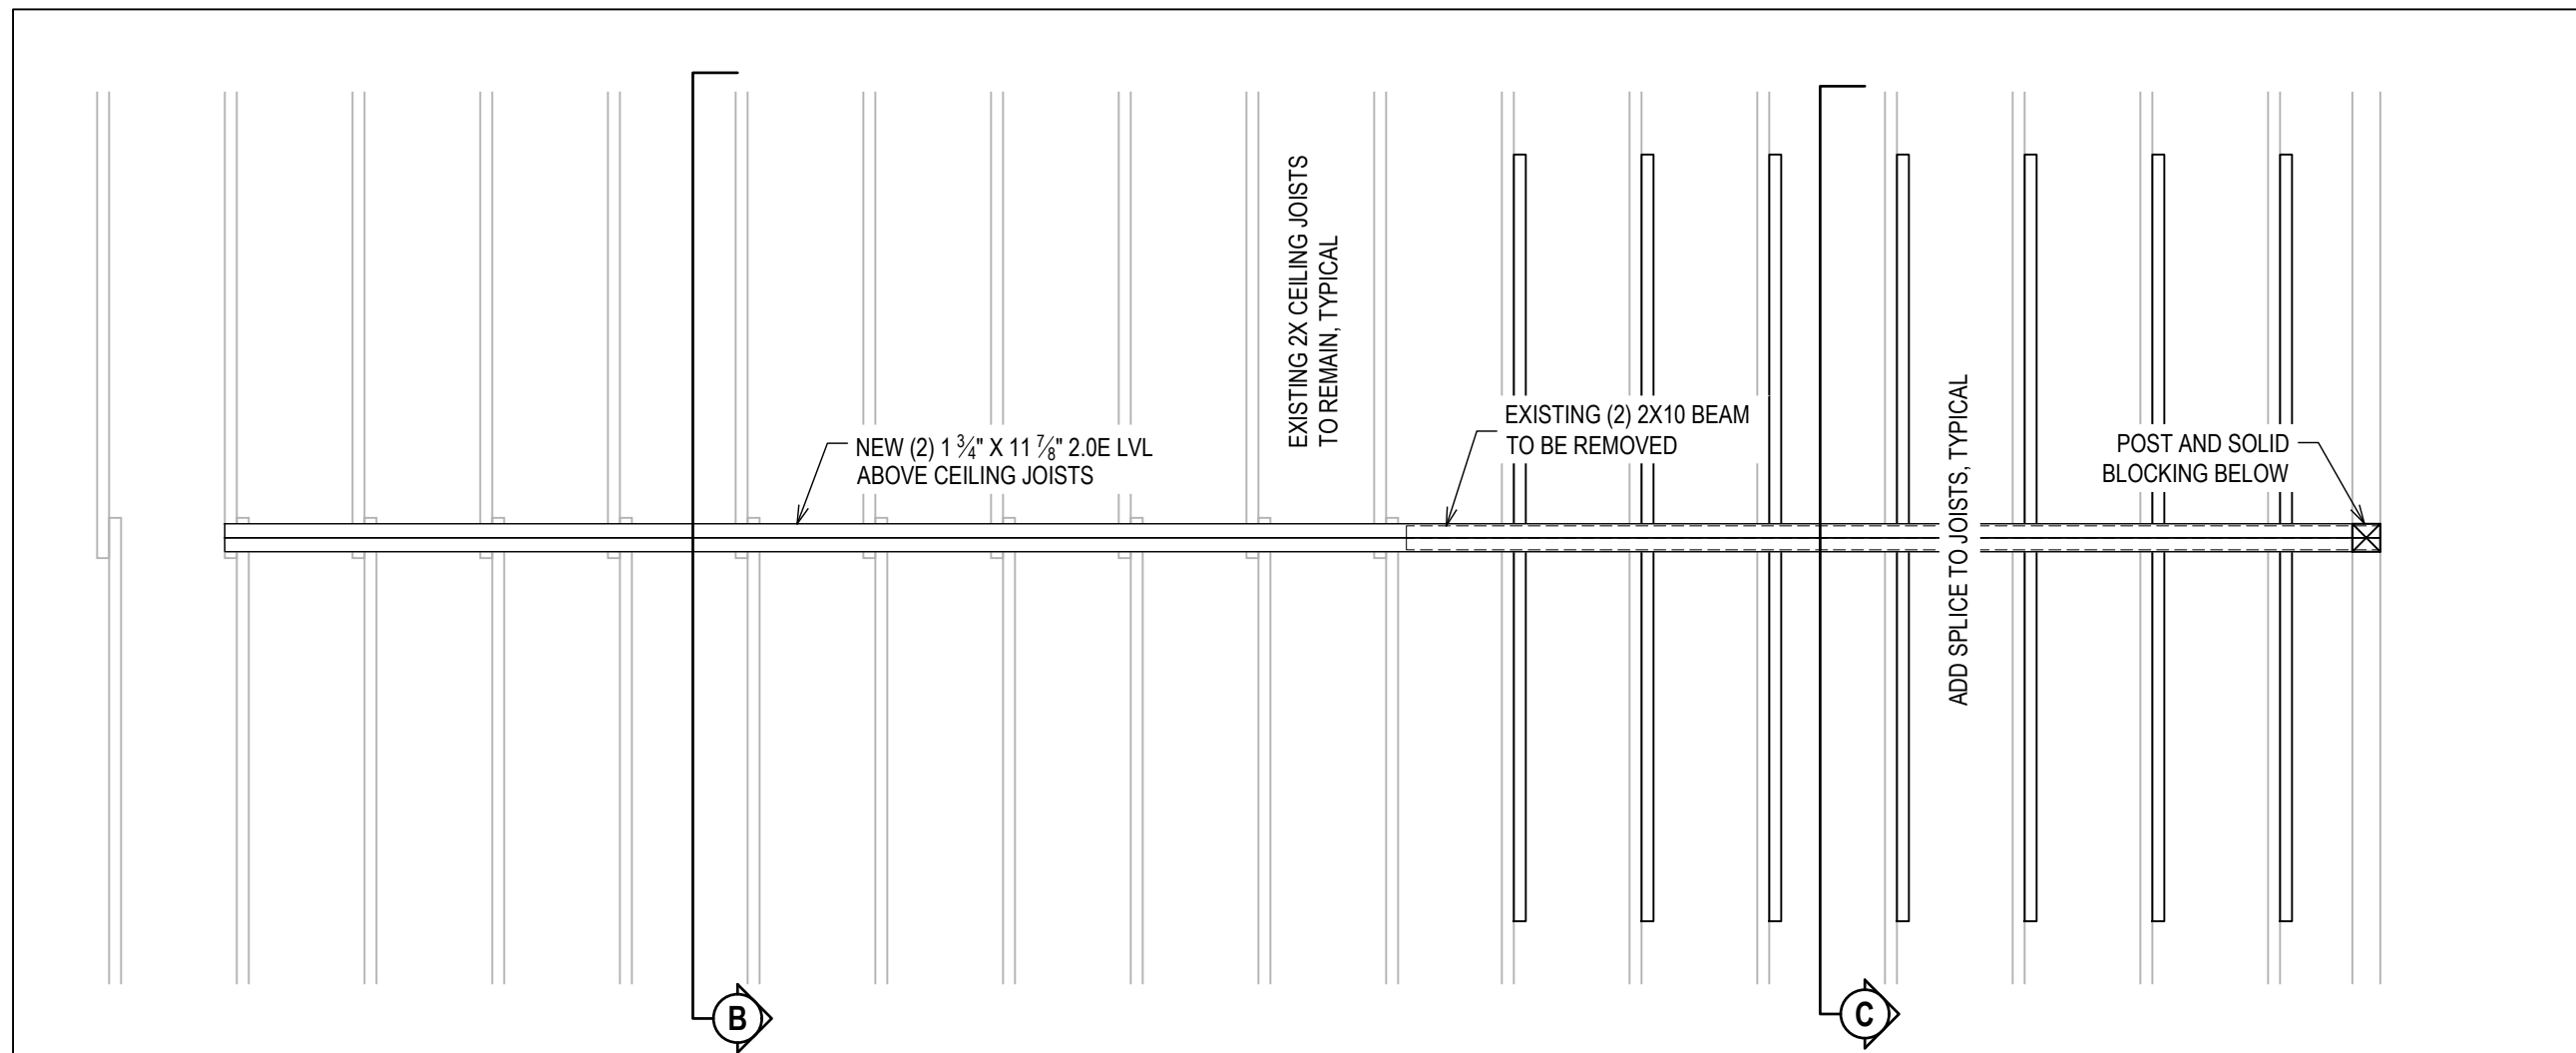 EXISTING 2X CEILING JOISTS
TO REMAIN, TYPICAL
NEW (2) 1 3/4" X 11 7/8" 2.0E LVL
ABOVE CEILING JOISTS
EXISTING (2) 2X10 BEAM
TO BE REMOVED
ADD SPLICE TO JOISTS, TYPICAL
POST AND SOLID
BLOCKING BELOW
B
C